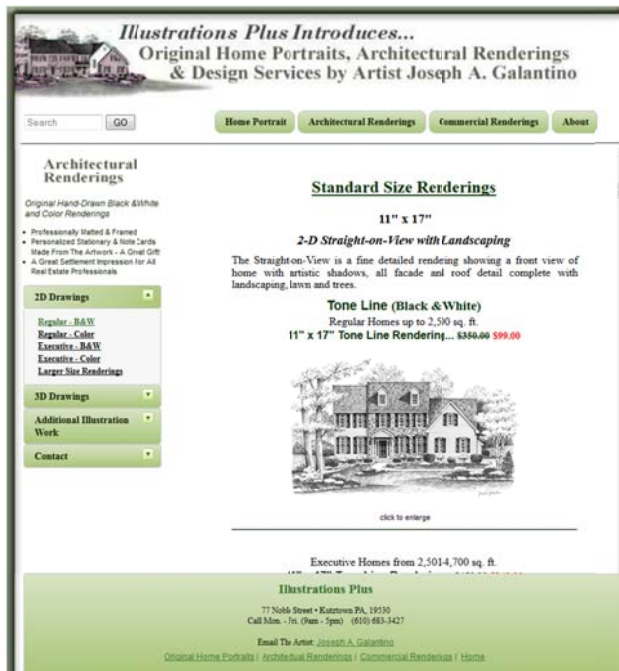 Illustrations Plus Introduces...
Original Home Portraits, Architectural Renderings
& Design Services by Artist Joseph A. Galantino
Search GO Home Portrait Architectural Renderings Commercial Renderings About
Architectural
Renderings
Original Hand-Drawn Black &White
and Color Renderings
Professionally Matted & Framed
Personalized Stationary & Note Cards
Made From The Artwork - A Great Gift!
A Great Settlement Impression for All
Real Estate Professionals
2D Drawings
Regular - B&W
Regular - Color
Executive - B&W
Executive - Color
Larger Size Renderings
3D Drawings
Additional Illustration
Work
Contact
Standard Size Renderings
11" x 17"
2-D Straight-on-View with Landscaping
The Straight-on-View is a fine detailed rendering showing a front view of
home with artistic shadows, all facade and roof detail complete with
landscaping, lawn and trees.
Tone Line (Black &White)
Regular Homes up to 2,500 sq. ft.
11" x 17" Tone Line Rendering... $350.00 $99.00
click to enlarge
Executive Homes from 2,501-4,700 sq. ft.
Illustrations Plus
77 Noble Street • Kutztown PA, 19530
Call Mon. - Fri. (9am - 5pm) (610) 683-3427
Email The Artist: Joseph A. Galantino
Original Home Portraits | Architectual Renderings | Commercial Renderings | Home